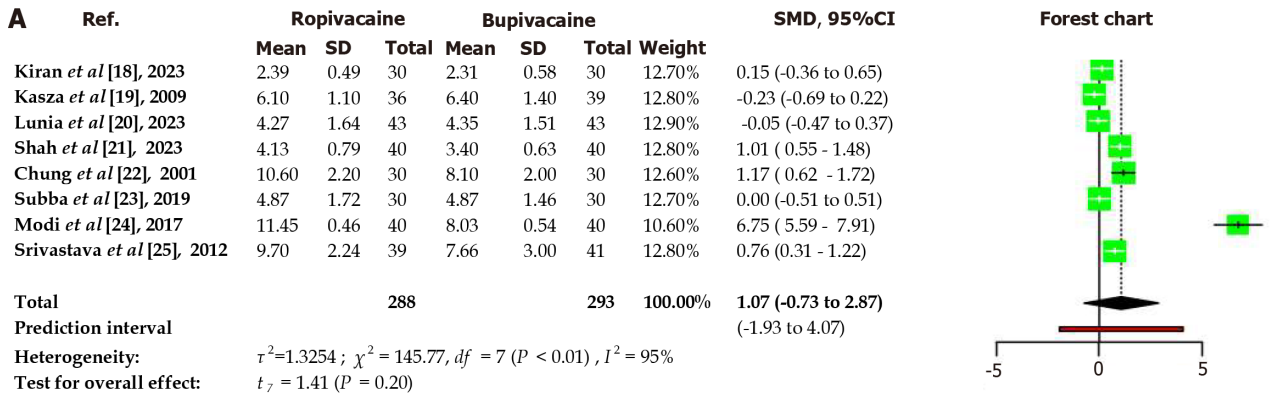 A Ref. Ropivacaine Bupivacaine SMD, 95%CI Forest chart
Mean SD Total Mean SD Total Weight
Kiran et al [18], 2023 2.39 0.49 30 2.31 0.58 30 12.70% 0.15 (-0.36 to 0.65)
Kasza et al [19], 2009 6.10 1.10 36 6.40 1.40 39 12.80% -0.23 (-0.69 to 0.22)
Lunia et al [20], 2023 4.27 1.64 43 4.35 1.51 43 12.90% -0.05 (-0.47 to 0.37)
Shah et al [21], 2023 4.13 0.79 40 3.40 0.63 40 12.80% 1.01 ( 0.55 - 1.48)
Chung et al [22], 2001 10.60 2.20 30 8.10 2.00 30 12.60% 1.17 ( 0.62 - 1.72)
Subba et al [23], 2019 4.87 1.72 30 4.87 1.46 30 12.70% 0.00 (-0.51 to 0.51)
Modi et al [24], 2017 11.45 0.46 40 8.03 0.54 40 10.60% 6.75 ( 5.59 - 7.91)
Srivastava et al [25], 2012 9.70 2.24 39 7.66 3.00 41 12.80% 0.76 (0.31 - 1.22)
Total 288 293 100.00% 1.07 (-0.73 to 2.87)
Prediction interval (-1.93 to 4.07)
Heterogeneity: τ²=1.3254 ; χ² = 145.77, df = 7 (P < 0.01) , I² = 95%
Test for overall effect: t₇ = 1.41 (P = 0.20)
-5 0 5